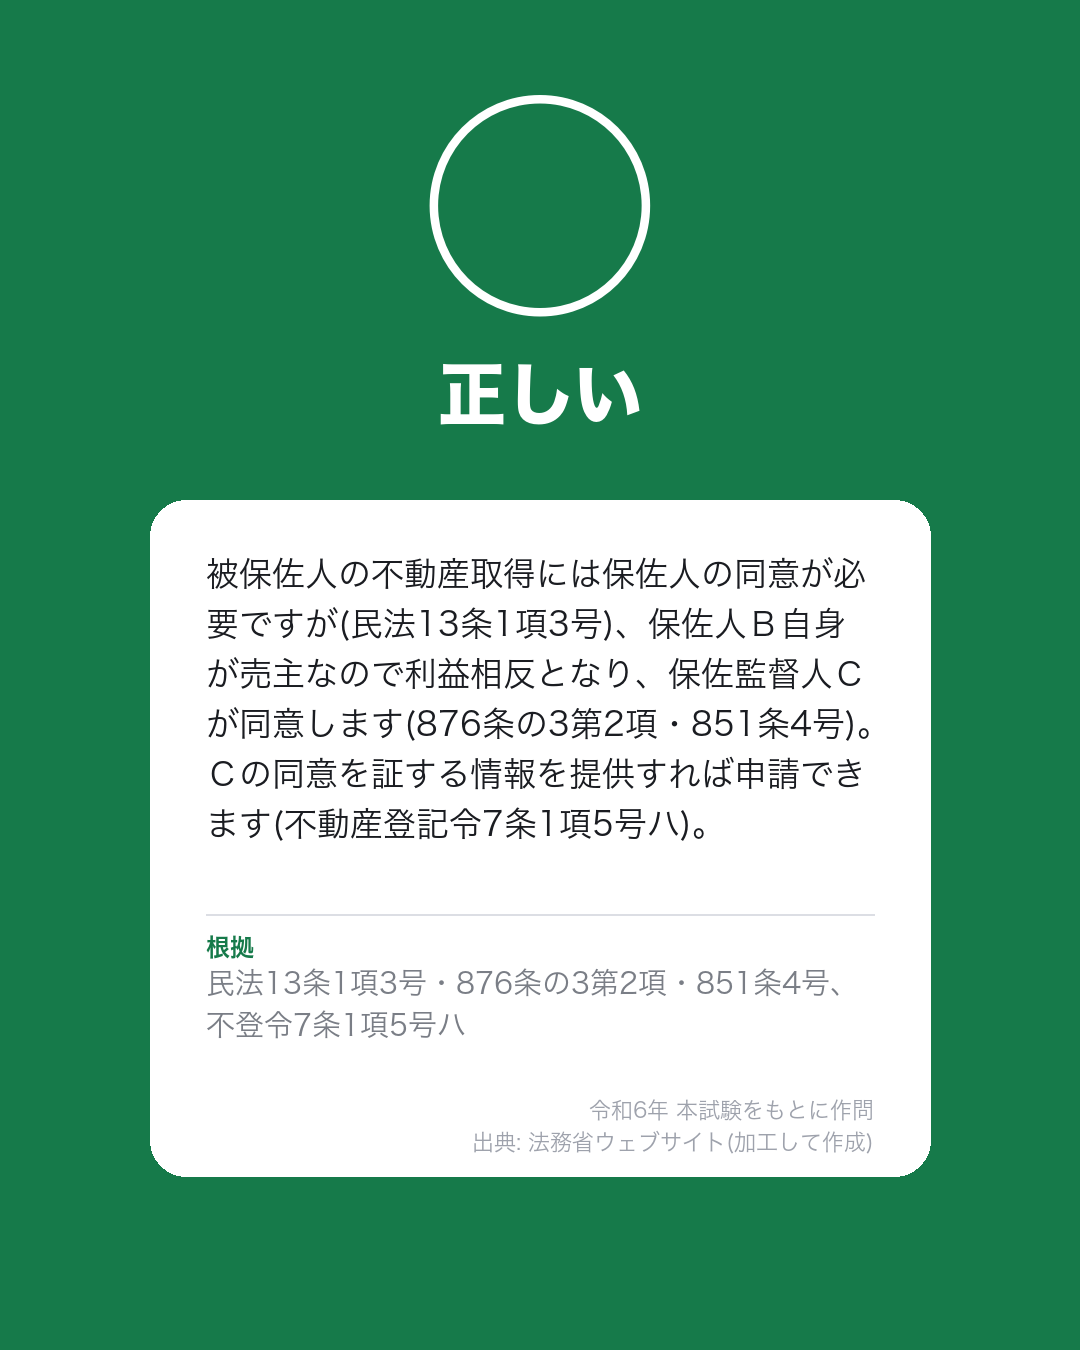 正しい
被保佐人の不動産取得には保佐人の同意が必
要ですが(民法13条1項3号)、保佐人Ｂ自身
が売主なので利益相反となり、保佐監督人Ｃ
が同意します(876条の3第2項・851条4号)。
Ｃの同意を証する情報を提供すれば申請でき
ます(不動産登記令7条1項5号ハ)。
根拠
民法13条1項3号・876条の3第2項・851条4号、
不登令7条1項5号ハ
令和6年 本試験をもとに作問
出典: 法務省ウェブサイト(加工して作成)